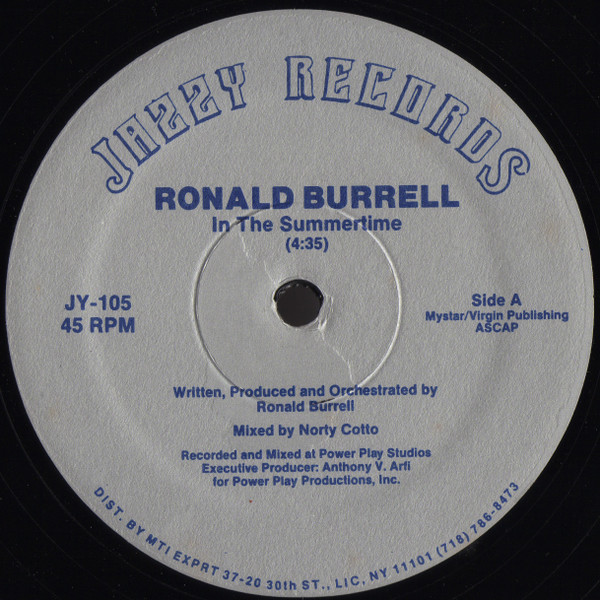 JAZZY RECORDS
RONALD BURRELL
In The Summertime
(4:35)
JY-105
45 RPM
Side A
Mystar/Virgin Publishing
ASCAP
Written, Produced and Orchestrated by
Ronald Burrell
Mixed by Norty Cotto
Recorded and Mixed at Power Play Studios
Executive Producer: Anthony V. Arfi
for Power Play Productions, Inc.
DIST. BY MTI EXPRT 37-20 30th ST., LIC, NY 11101 (718) 786-8473